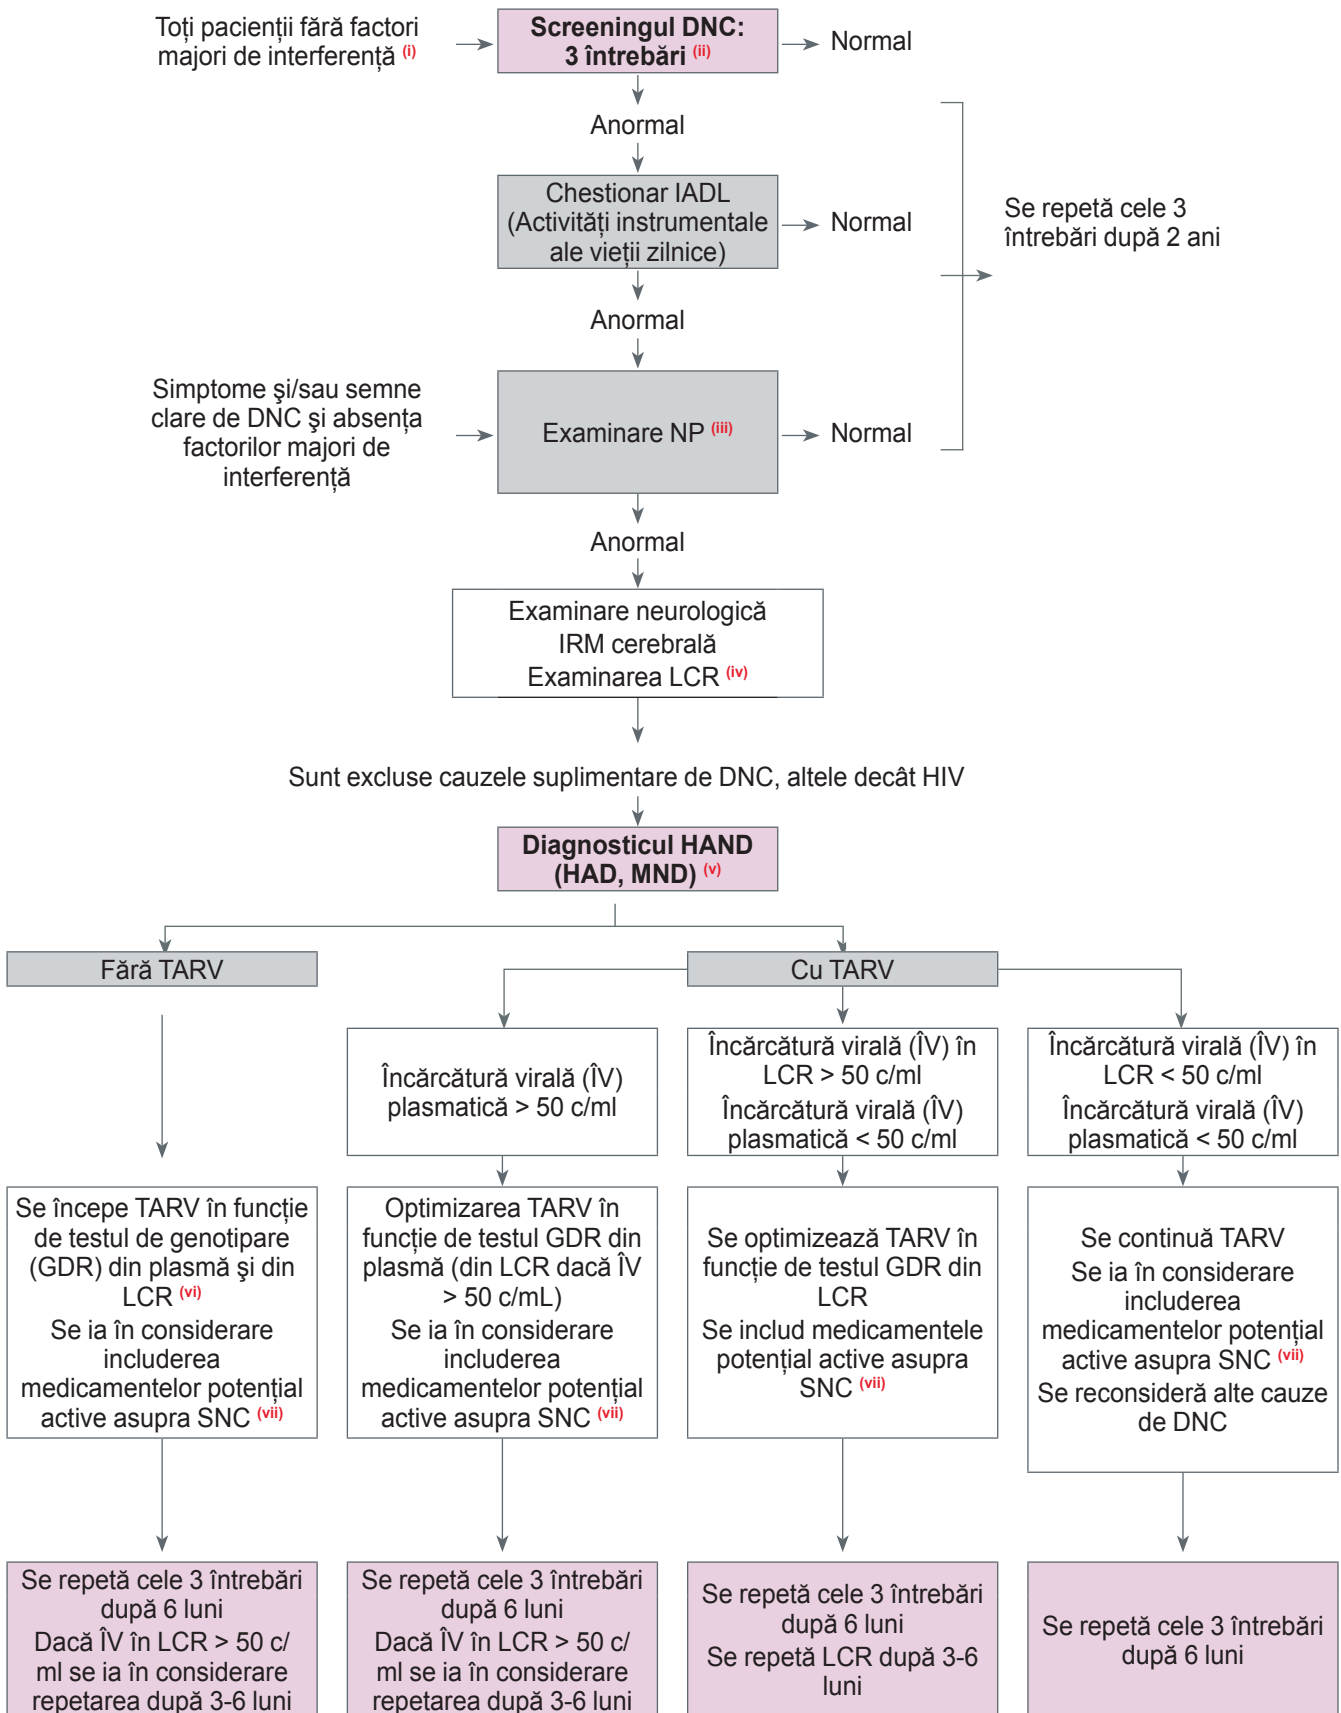 Toți pacienții fără factori
majori de interferență (i)
Screeningul DNC:
3 întrebări (ii)
Normal
Anormal
Chestionar IADL
(Activități instrumentale
ale vieții zilnice)
Normal
Se repetă cele 3
întrebări după 2 ani
Anormal
Simptome şi/sau semne
clare de DNC şi absența
factorilor majori de
interferență
Examinare NP (iii)
Normal
Anormal
Examinare neurologică
IRM cerebrală
Examinarea LCR (iv)
Sunt excluse cauzele suplimentare de DNC, altele decât HIV
Diagnosticul HAND
(HAD, MND) (v)
Fără TARV
Cu TARV
Încărcătură virală (ÎV)
plasmatică > 50 c/ml
Încărcătură virală (ÎV) în
LCR > 50 c/ml
Încărcătură virală (ÎV)
plasmatică < 50 c/ml
Încărcătură virală (ÎV) în
LCR < 50 c/ml
Încărcătură virală (ÎV)
plasmatică < 50 c/ml
Se începe TARV în funcție
de testul de genotipare
(GDR) din plasmă şi din
LCR (vi)
Se ia în considerare
includerea
medicamentelor potențial
active asupra SNC (vii)
Optimizarea TARV în
funcție de testul GDR din
plasmă (din LCR dacă ÎV
> 50 c/mL)
Se ia în considerare
includerea
medicamentelor potențial
active asupra SNC (vii)
Se optimizează TARV în
funcție de testul GDR din
LCR
Se includ medicamentele
potențial active asupra
SNC (vii)
Se continuă TARV
Se ia în considerare
includerea
medicamentelor potențial
active asupra SNC (vii)
Se reconsideră alte cauze
de DNC
Se repetă cele 3 întrebări
după 6 luni
Dacă ÎV în LCR > 50 c/
ml se ia în considerare
repetarea după 3-6 luni
Se repetă cele 3 întrebări
după 6 luni
Dacă ÎV în LCR > 50 c/
ml se ia în considerare
repetarea după 3-6 luni
Se repetă cele 3 întrebări
după 6 luni
Se repetă LCR după 3-6
luni
Se repetă cele 3 întrebări
după 6 luni